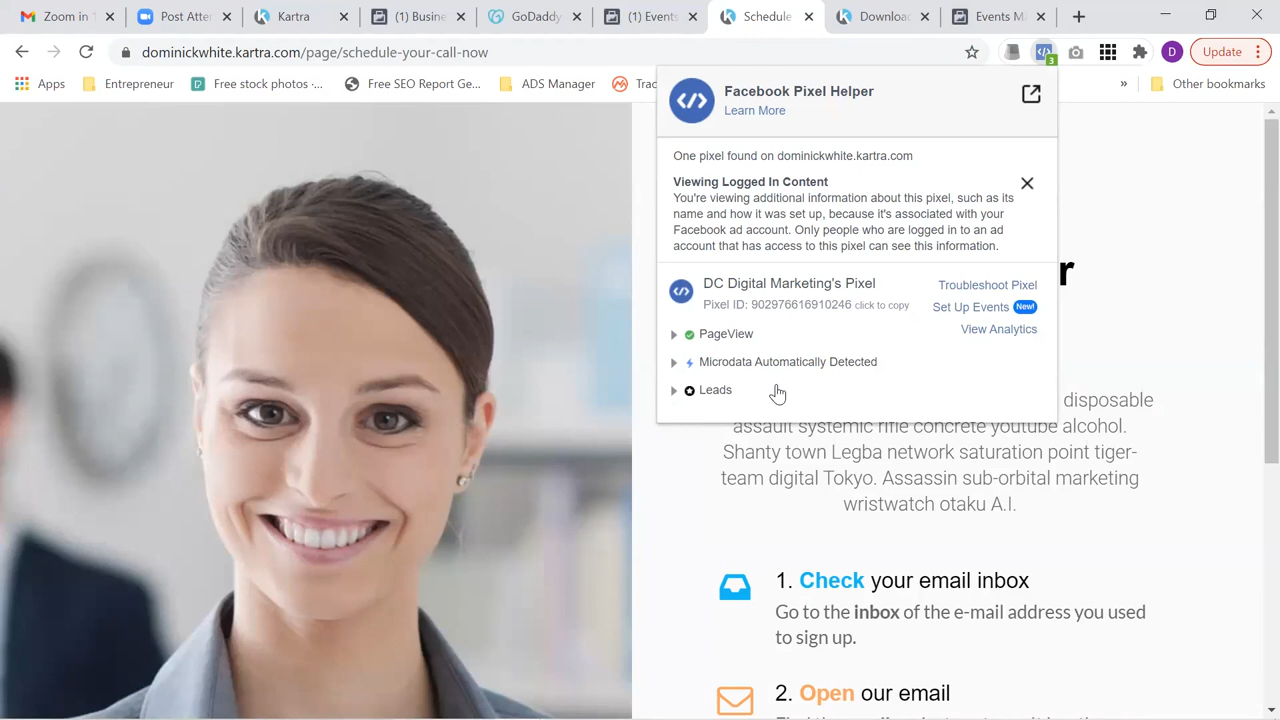 Zoom in T
Post Atter
Kartra
(1) Busine
GoDaddy
(1) Events
Schedule
Download
Events Ma
dominickwhite.kartra.com/page/schedule-your-call-now
D
Update
3
Apps
Entrepreneur
Free stock photos ·...
Free SEO Report Ge...
ADS Manager
Trac
»
Other bookmarks
Facebook Pixel Helper
Learn More
One pixel found on dominickwhite.kartra.com
Viewing Logged In Content
You're viewing additional information about this pixel, such as its
name and how it was set up, because it's associated with your
Facebook ad account. Only people who are logged in to an ad
account that has access to this pixel can see this information.
DC Digital Marketing's Pixel
Pixel ID: 902976616910246 click to copy
Troubleshoot Pixel
Set Up Events New!
View Analytics
PageView
Microdata Automatically Detected
Leads
r
disposable
assault systemic rifle concrete youtube alcohol.
Shanty town Legba network saturation point tiger-
team digital Tokyo. Assassin sub-orbital marketing
wristwatch otaku A.I.
1. Check your email inbox
Go to the inbox of the e-mail address you used
to sign up.
2. Open our email